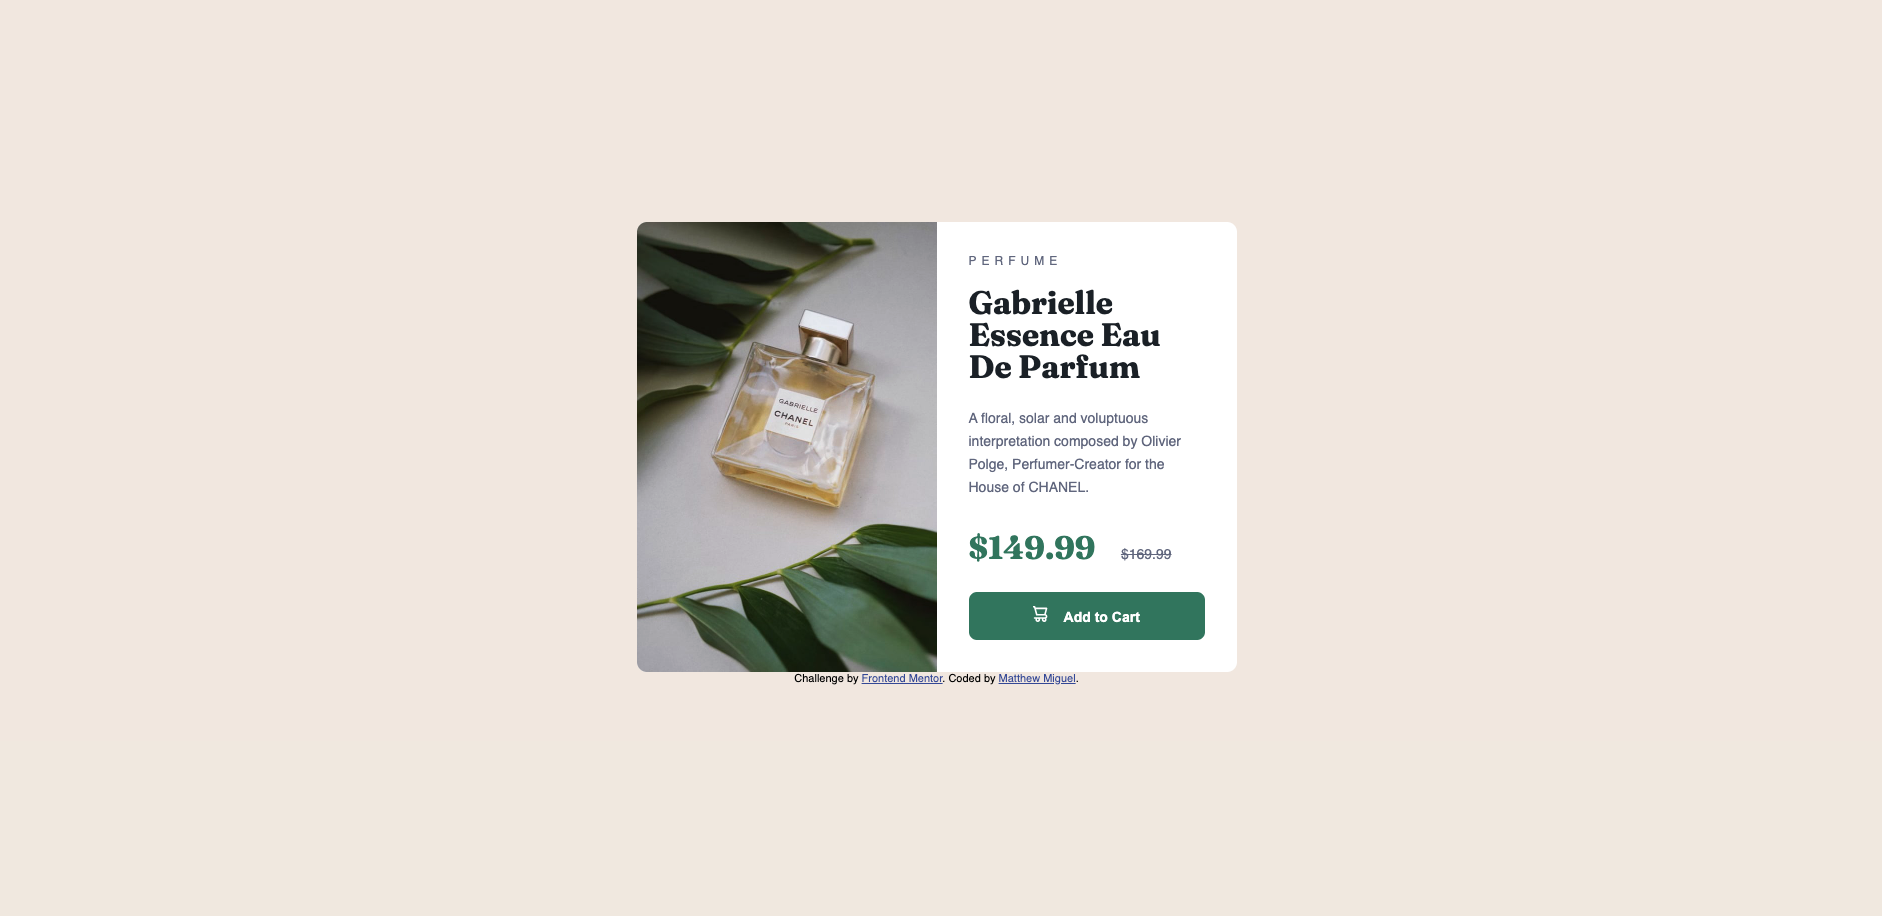 GABRIELLE
CHANEL
PARIS
PERFUME
Gabrielle
Essence Eau
De Parfum
A floral, solar and voluptuous
interpretation composed by Olivier
Polge, Perfumer-Creator for the
House of CHANEL.
$149.99 $169.99
Add to Cart
Challenge by Frontend Mentor. Coded by Matthew Miguel.